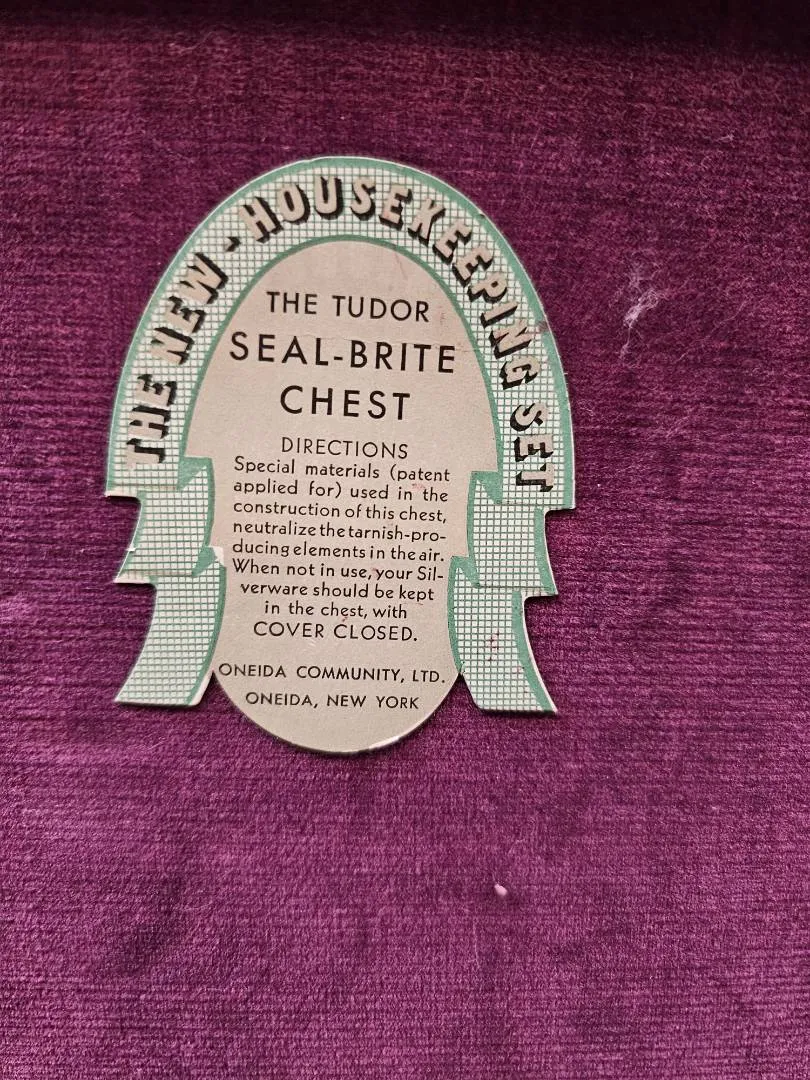 THE NEW-HOUSEKEEPING SET
THE TUDOR
SEAL-BRITE
CHEST
DIRECTIONS
Special materials (patent
applied for) used in the
construction of this chest,
neutralize the tarnish-pro-
ducing elements in the air.
When not in use, your Sil-
verware should be kept
in the chest, with
COVER CLOSED.
ONEIDA COMMUNITY, LTD.
ONEIDA, NEW YORK